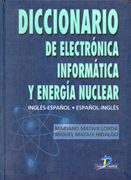 DICCIONARIO
DE ELECTRÓNICA
INFORMÁTICA
Y ENERGÍA NUCLEAR
INGLÉS-ESPAÑOL - ESPAÑOL-INGLÉS
MARIANO MATAIX LORDA
MIGUEL MATAIX HIDALGO